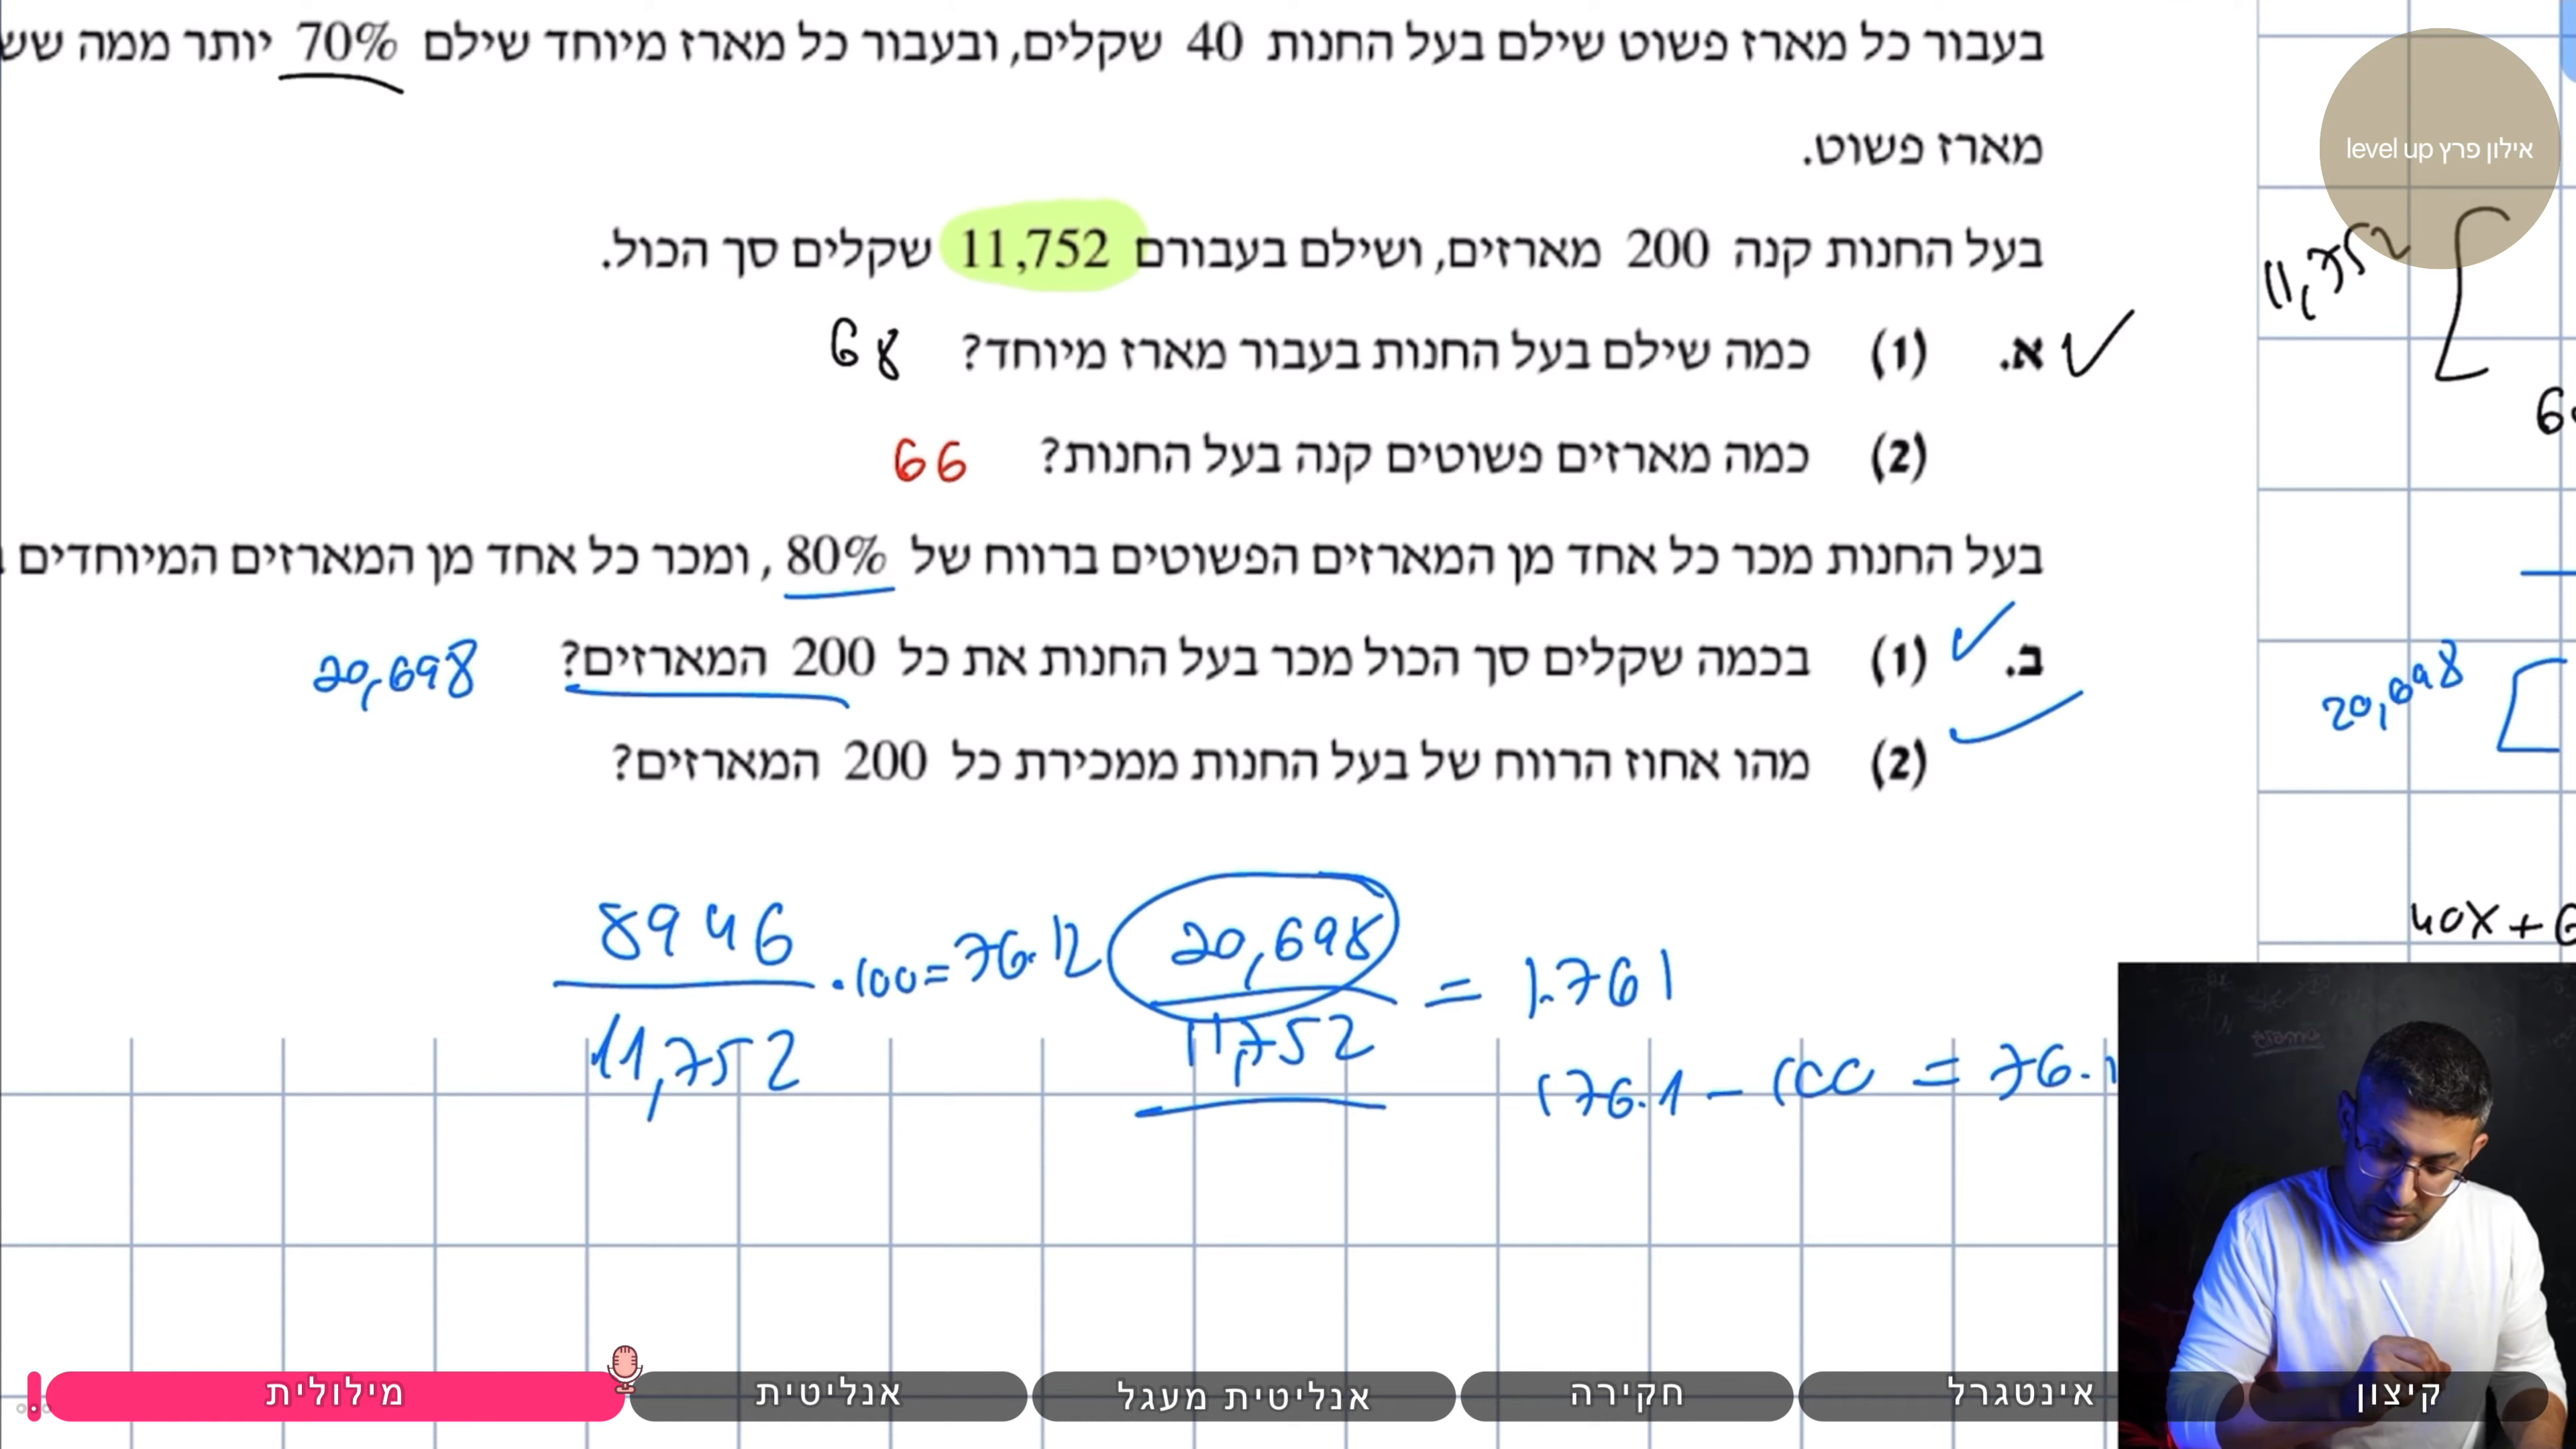 בעבור כל מארז פשוט שילם בעל החנות 40 שקלים, ובעבור כל מארז מיוחד שילם 70% יותר ממה
מארז פשוט.
level up אילון פרץ
בעל החנות קנה 200 מארזים, ושילם בעבורם 11,752 שקלים סך הכול.
11,752
א. (1) כמה שילם בעל החנות בעבור מארז מיוחד? 68
(2) כמה מארזים פשוטים קנה בעל החנות? 66
בעל החנות מכר כל אחד מן המארזים הפשוטים ברווח של 80%, ומכר כל אחד מן המארזים המיוחדים
ב. (1) בכמה שקלים סך הכול מכר בעל החנות את כל 200 המארזים? 20,698
20,698
(2) מהו אחוז הרווח של בעל החנות ממכירת כל 200 המארזים?
8946
11,752
·100=76.12
20,698
11,752
= 1.761
176.1 - 100 = 76.1
40x +
מילולית
אנליטית
אנליטית מעגל
חקירה
אינטגרל
קיצון